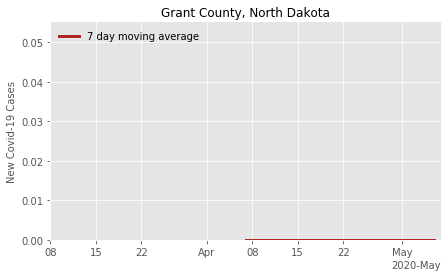 Grant County, North Dakota
7 day moving average
New Covid-19 Cases
0.05
0.04
0.03
0.02
0.01
0.00
08 15 22 Apr 08 15 22 May
2020-May